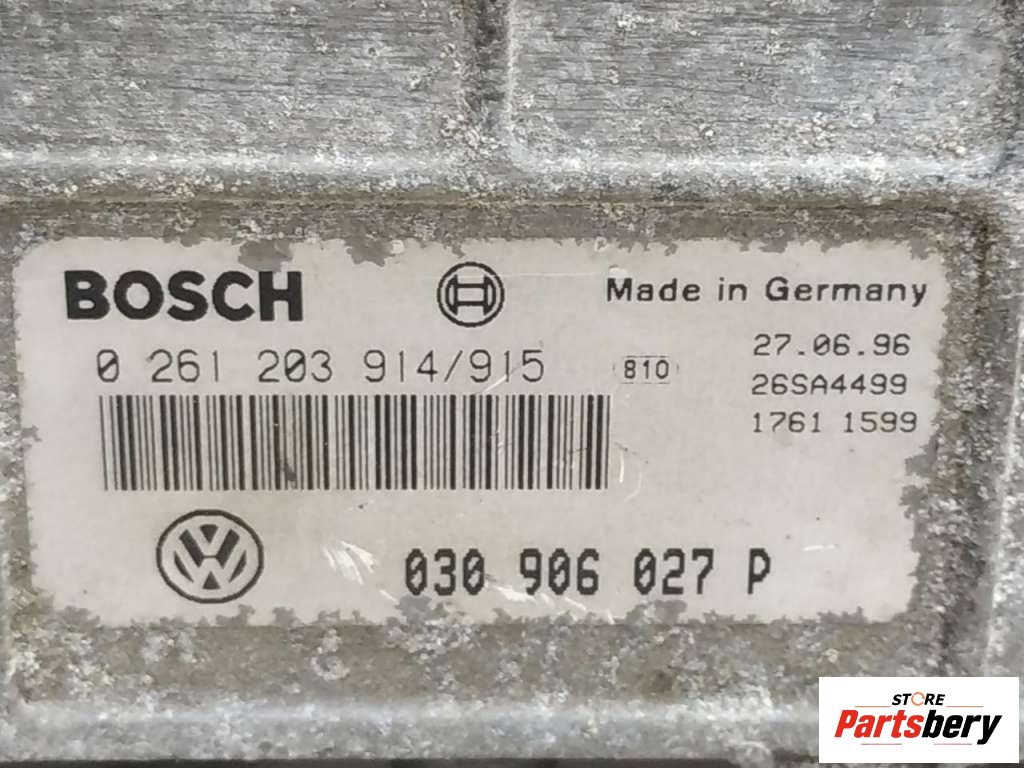 BOSCH Made in Germany
0 261 203 914/915 810 27.06.96
26SA4499
1761 1599
VW 030 906 027 P
STORE
Partsbery